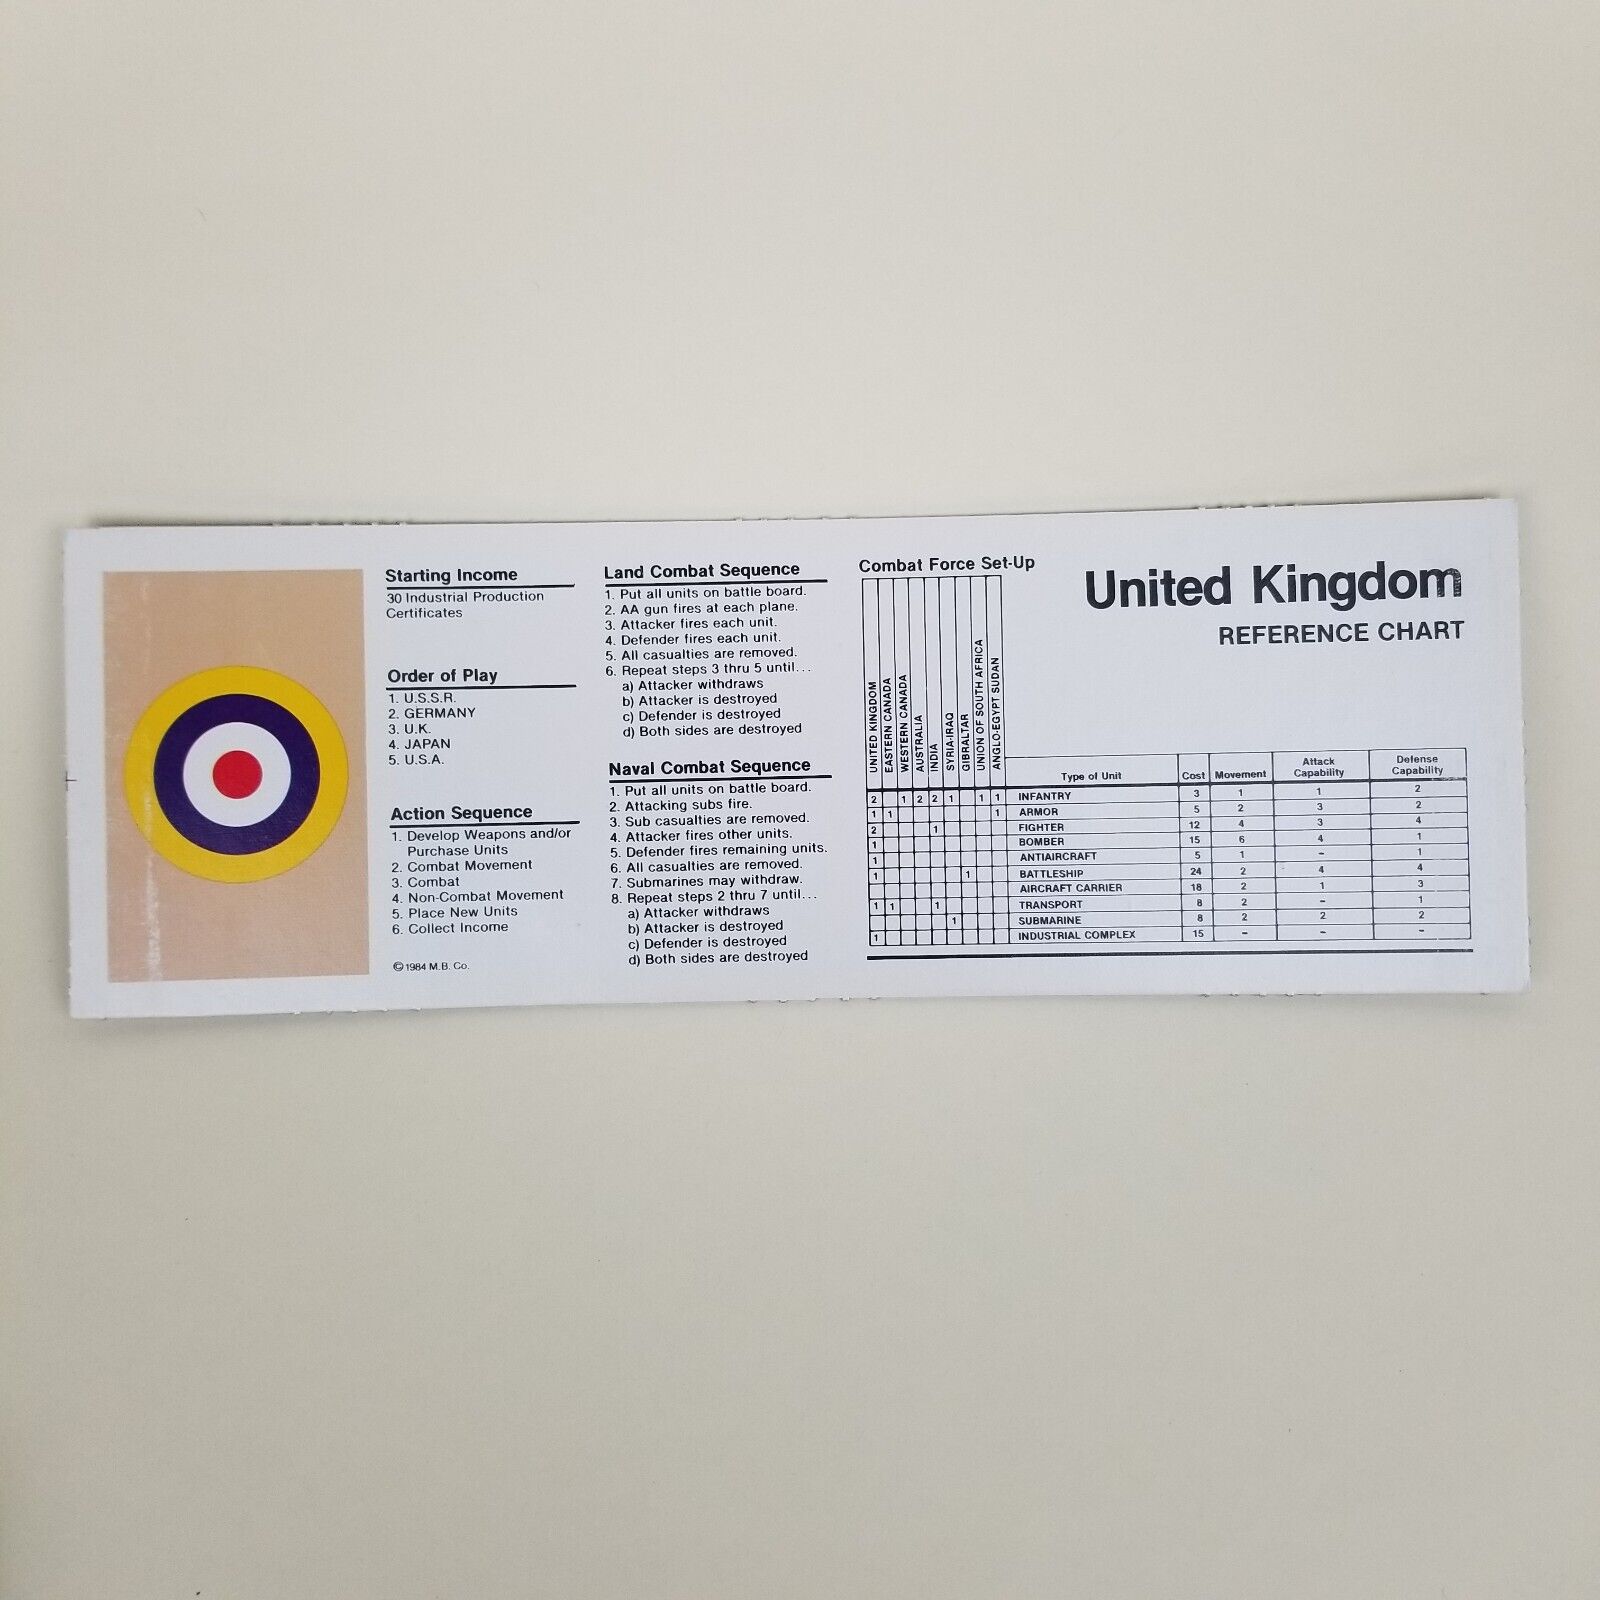 Starting Income
30 Industrial Production
Certificates
Order of Play
1. U.S.S.R.
2. GERMANY
3. U.K.
4. JAPAN
5. U.S.A.
Action Sequence
1. Develop Weapons and/or
Purchase Units
2. Combat Movement
3. Combat
4. Non-Combat Movement
5. Place New Units
6. Collect Income
©1984 M.B. Co.
Land Combat Sequence
1. Put all units on battle board.
2. AA gun fires at each plane.
3. Attacker fires each unit.
4. Defender fires each unit.
5. All casualties are removed.
6. Repeat steps 3 thru 5 until...
a) Attacker withdraws
b) Attacker is destroyed
c) Defender is destroyed
d) Both sides are destroyed
Naval Combat Sequence
1. Put all units on battle board.
2. Attacking subs fire.
3. Sub casualties are removed.
4. Attacker fires other units.
5. Defender fires remaining units.
6. All casualties are removed.
7. Submarines may withdraw.
8. Repeat steps 2 thru 7 until...
a) Attacker withdraws
b) Attacker is destroyed
c) Defender is destroyed
d) Both sides are destroyed
United Kingdom
REFERENCE CHART
Combat Force Set-Up
UNITED KINGDOM
EASTERN CANADA
WESTERN CANADA
AUSTRALIA
INDIA
SYRIA-IRAQ
GIBRALTAR
UNION OF SOUTH AFRICA
ANGLO-EGYPT SUDAN
Type of Unit Cost Movement Attack Capability Defense Capability
2 1 2 2 1 1 1 INFANTRY 3 1 1 2
1 1 1 ARMOR 5 2 3 2
2 1 FIGHTER 12 4 3 4
1 BOMBER 15 6 4 1
1 ANTIAIRCRAFT 5 1 – 1
1 1 BATTLESHIP 24 2 4 4
AIRCRAFT CARRIER 18 2 1 3
1 1 1 TRANSPORT 8 2 – 1
1 SUBMARINE 8 2 2 2
1 INDUSTRIAL COMPLEX 15 – – –